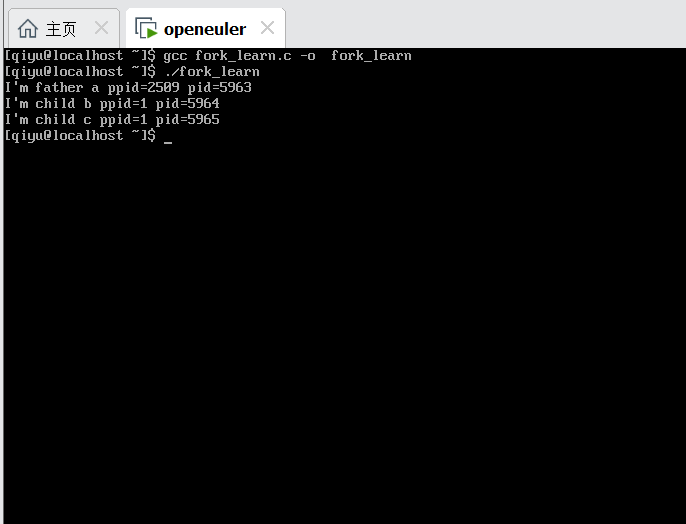 主页 openeuler
[qiyu@localhost ~]$ gcc fork_learn.c -o  fork_learn
[qiyu@localhost ~]$ ./fork_learn
I'm father a ppid=2509 pid=5963
I'm child b ppid=1 pid=5964
I'm child c ppid=1 pid=5965
[qiyu@localhost ~]$ _